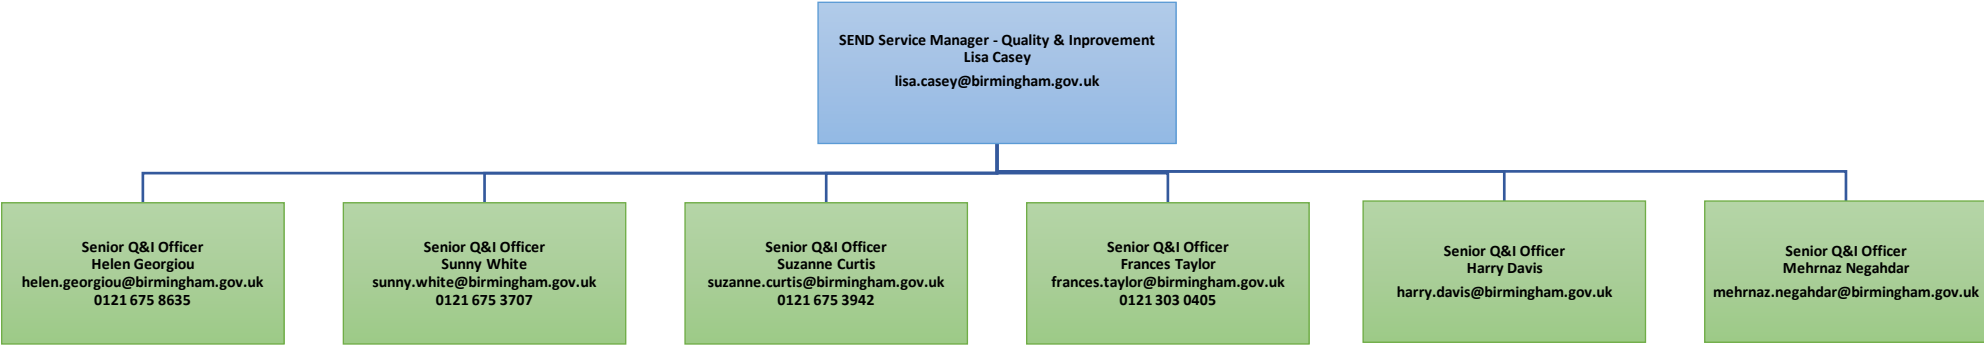 SEND Service Manager - Quality & Inprovement
Lisa Casey
lisa.casey@birmingham.gov.uk
Senior Q&I Officer
Helen Georgiou
helen.georgiou@birmingham.gov.uk
0121 675 8635
Senior Q&I Officer
Sunny White
sunny.white@birmingham.gov.uk
0121 675 3707
Senior Q&I Officer
Suzanne Curtis
suzanne.curtis@birmingham.gov.uk
0121 675 3942
Senior Q&I Officer
Frances Taylor
frances.taylor@birmingham.gov.uk
0121 303 0405
Senior Q&I Officer
Harry Davis
harry.davis@birmingham.gov.uk
Senior Q&I Officer
Mehrnaz Negahdar
mehrnaz.negahdar@birmingham.gov.uk